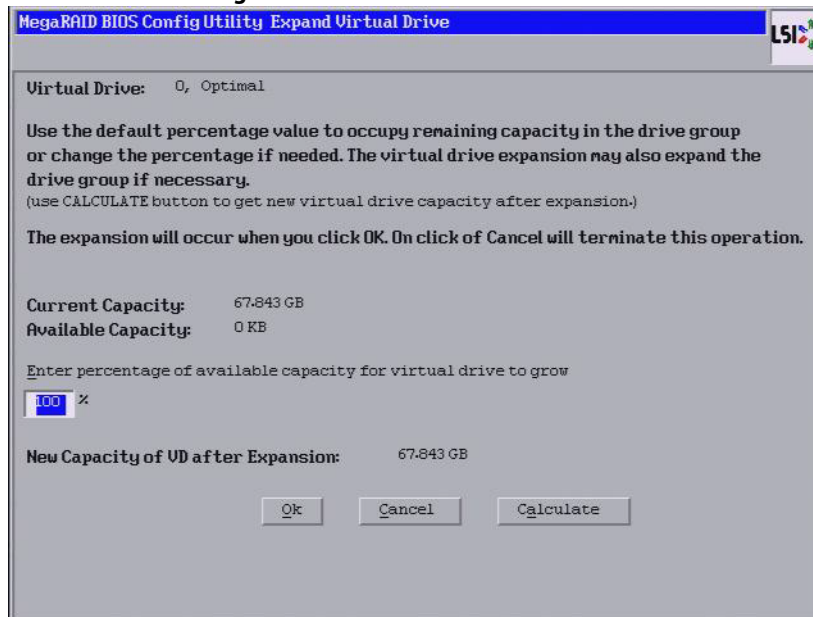 MegaRAID BIOS Config Utility Expand Virtual Drive
LSI
Virtual Drive: 0, Optimal
Use the default percentage value to occupy remaining capacity in the drive group
or change the percentage if needed. The virtual drive expansion may also expand the
drive group if necessary.
(use CALCULATE button to get new virtual drive capacity after expansion.)
The expansion will occur when you click OK. On click of Cancel will terminate this operation.
Current Capacity: 67.843 GB
Available Capacity: 0 KB
Enter percentage of available capacity for virtual drive to grow
100 %
New Capacity of VD after Expansion: 67.843 GB
Ok Cancel Calculate